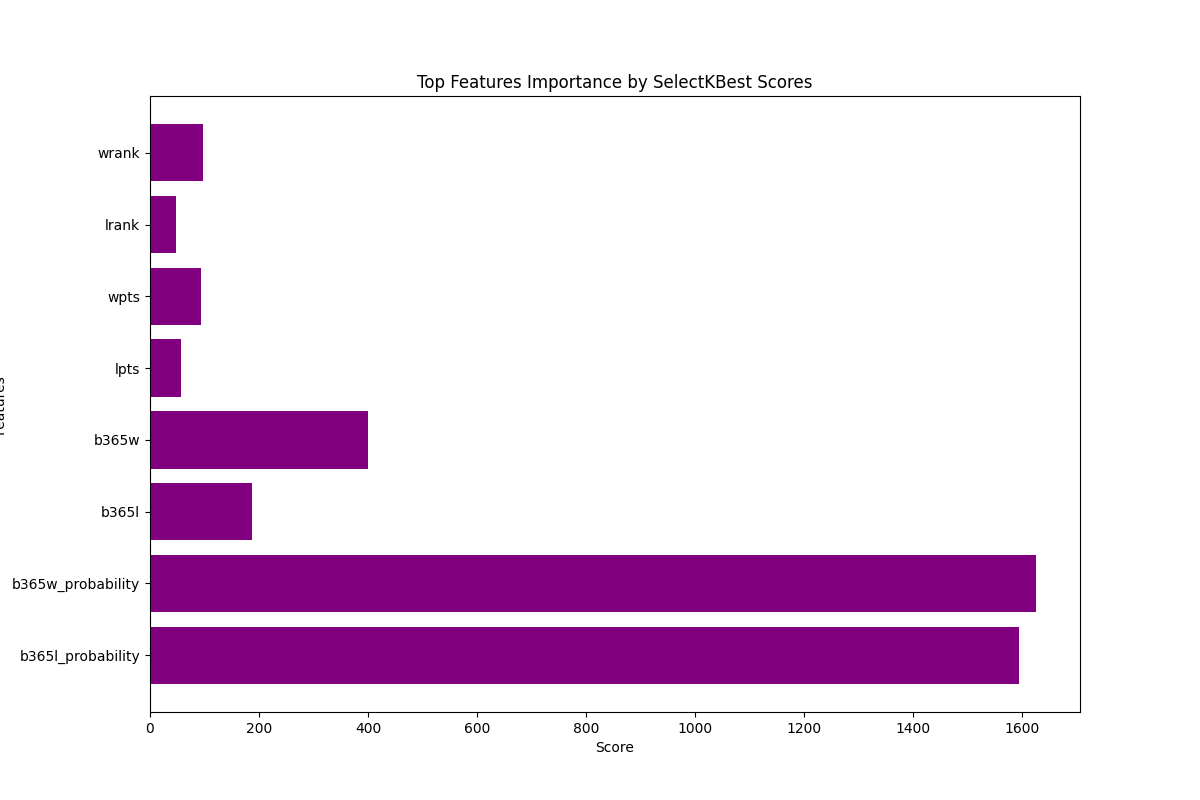 Top Features Importance by SelectKBest Scores
wrank
lrank
wpts
lpts
b365w
b365l
b365w_probability
b365l_probability
0 200 400 600 800 1000 1200 1400 1600
Score